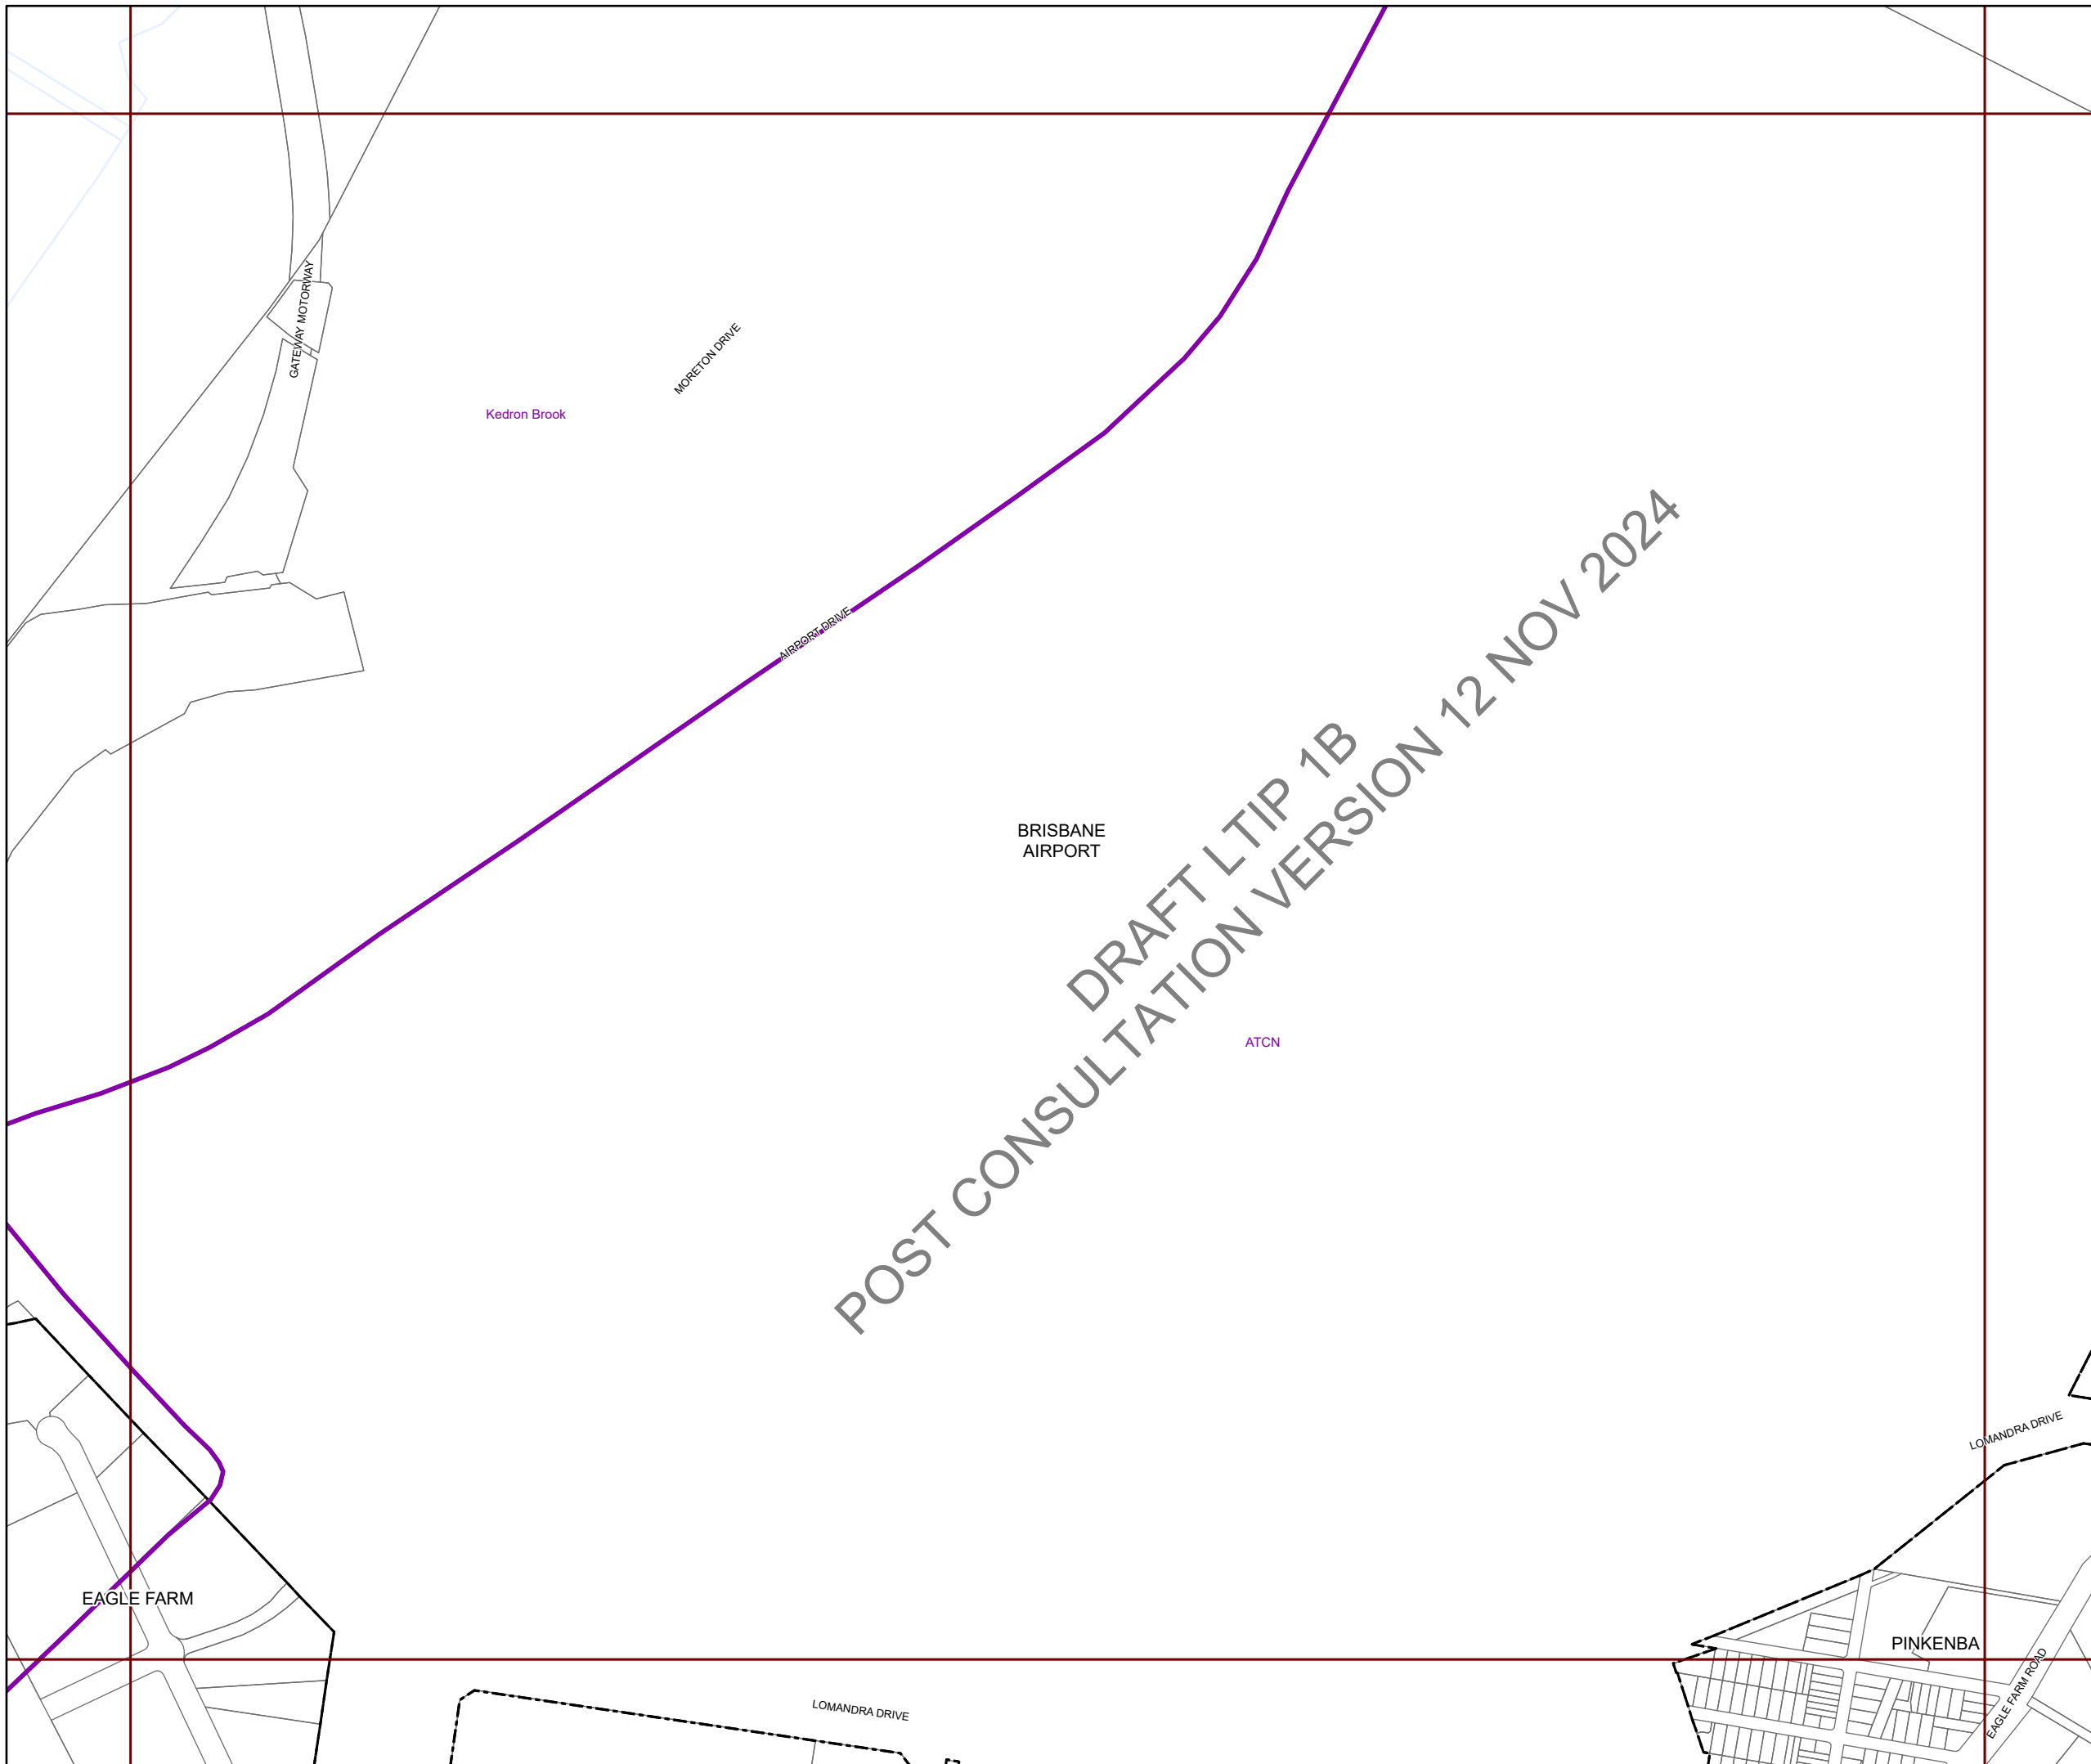 GATEWAY MOTORWAY
MORETON DRIVE
Kedron Brook
AIRPORT DRIVE
BRISBANE
AIRPORT
DRAFT LTIP 1B
POST CONSULTATION VERSION 12 NOV 2024
ATCN
LOMANDRA DRIVE
EAGLE FARM
PINKENBA
EAGLE FARM ROAD
LOMANDRA DRIVE